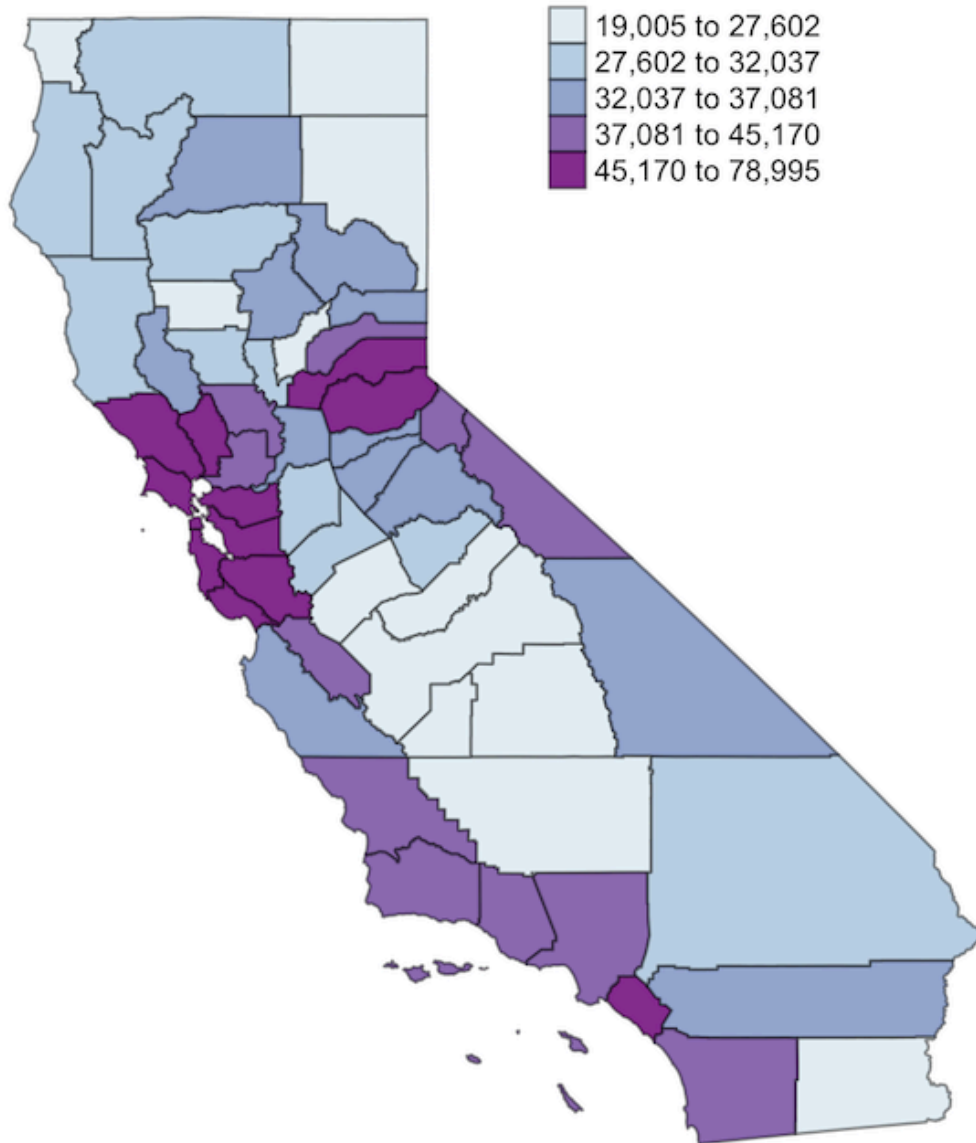 19,005 to 27,602
27,602 to 32,037
32,037 to 37,081
37,081 to 45,170
45,170 to 78,995